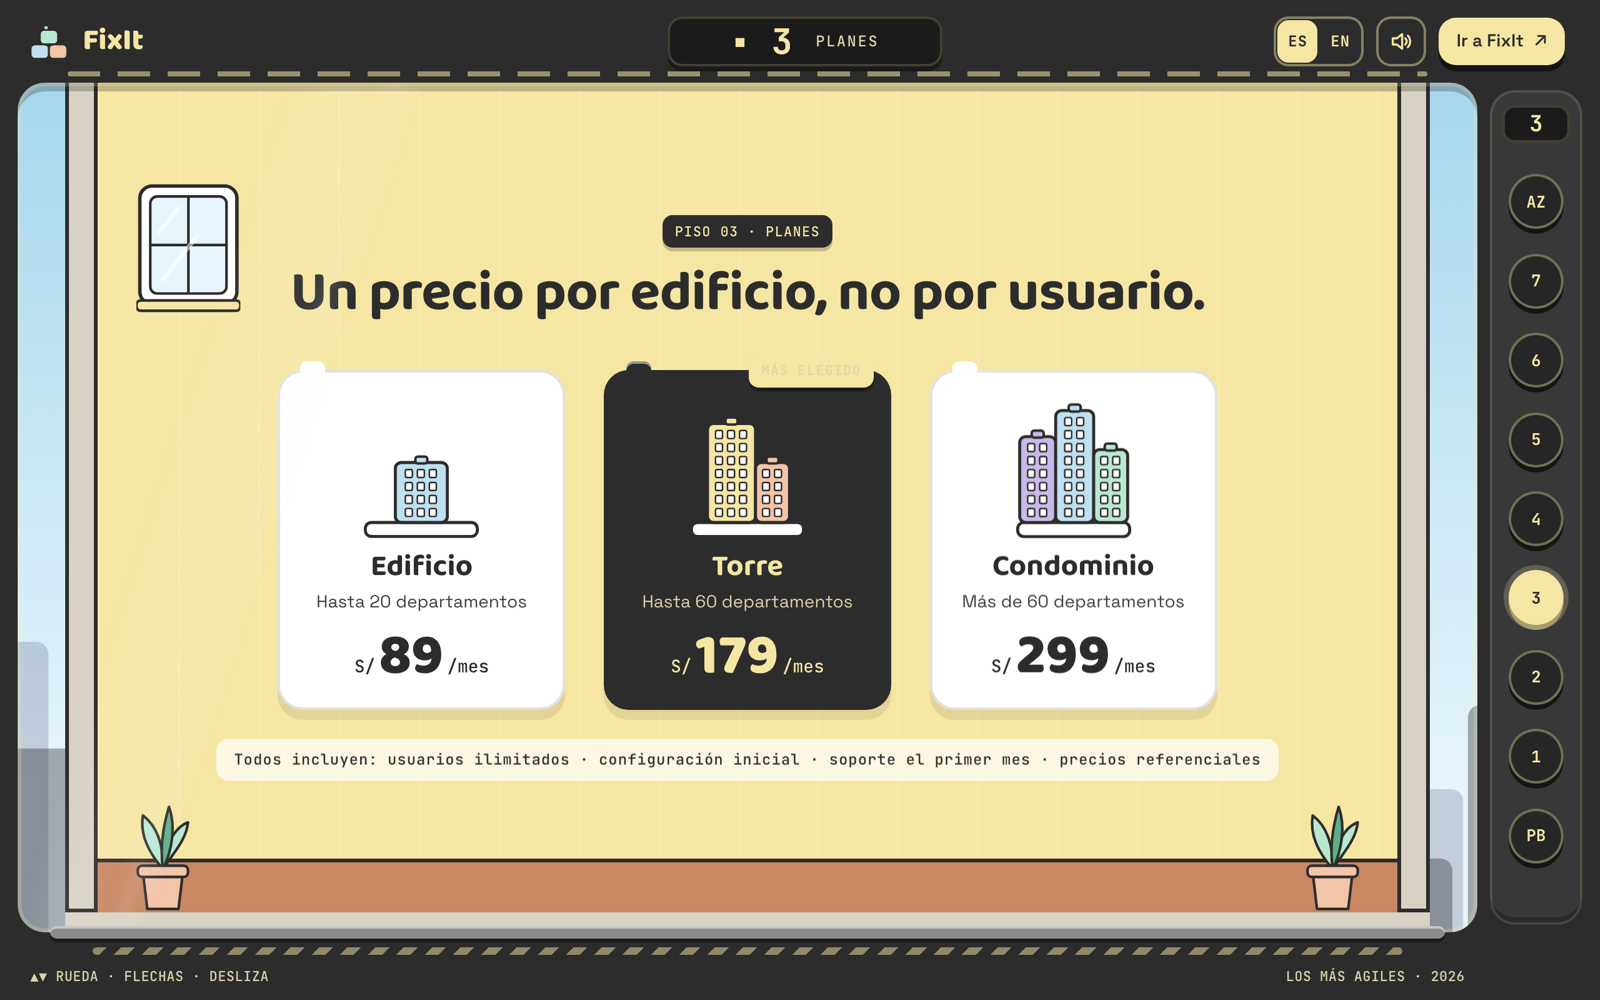 FixIt
3 PLANES
ES EN
Ir a FixIt ↗
PISO 03 · PLANES
Un precio por edificio, no por usuario.
Edificio
Hasta 20 departamentos
S/ 89 /mes
MÁS ELEGIDO
Torre
Hasta 60 departamentos
S/ 179 /mes
Condominio
Más de 60 departamentos
S/ 299 /mes
Todos incluyen: usuarios ilimitados · configuración inicial · soporte el primer mes · precios referenciales
3
AZ
7
6
5
4
3
2
1
PB
▲▼ RUEDA · FLECHAS · DESLIZA
LOS MÁS AGILES · 2026